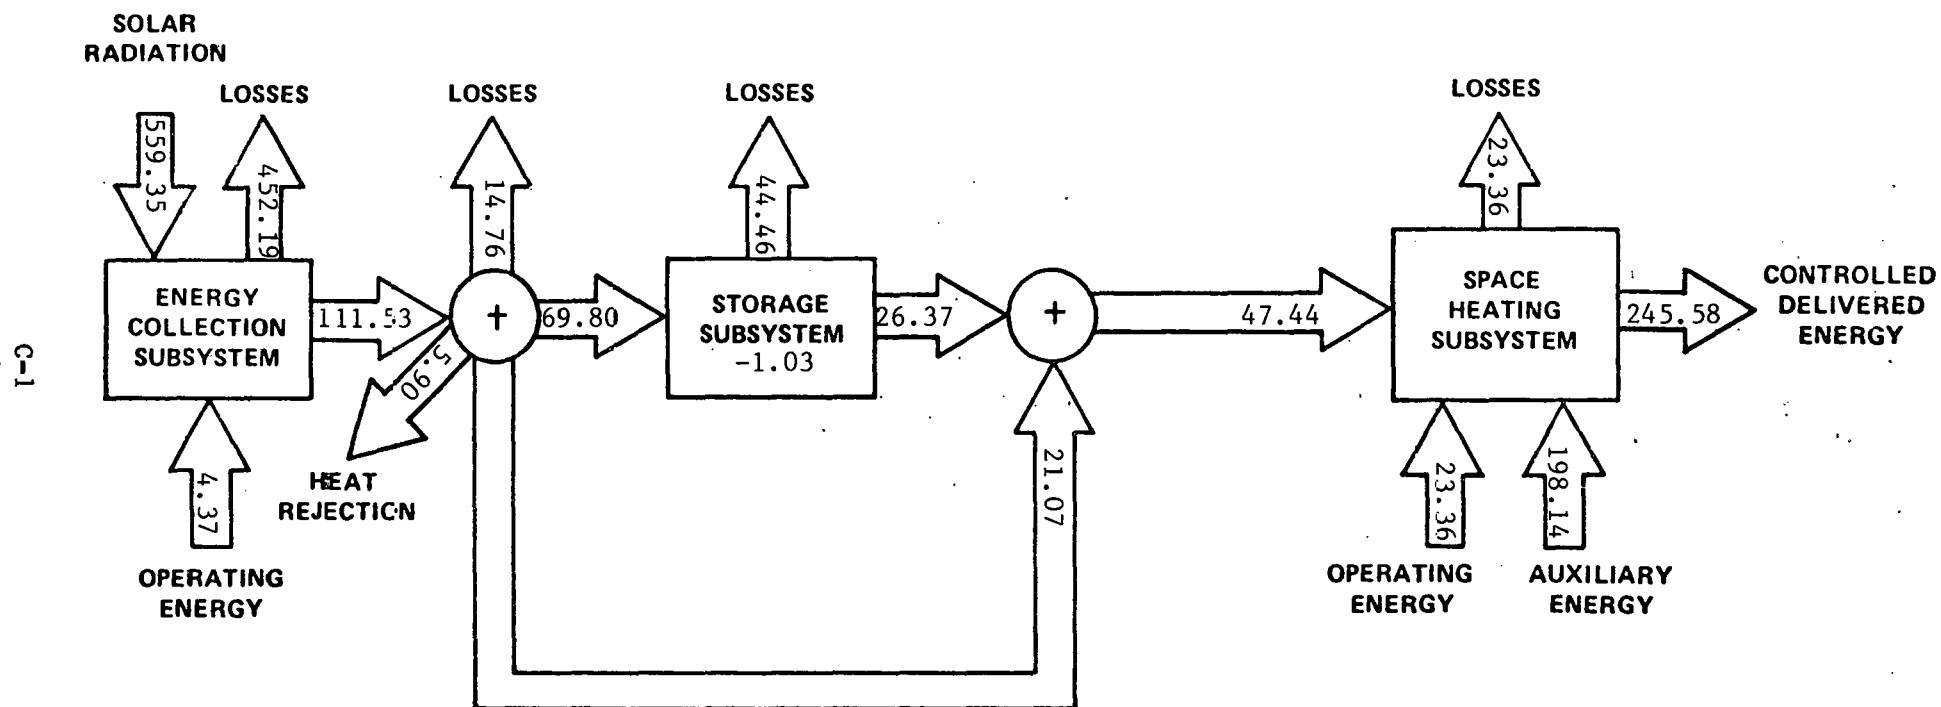 SOLAR
RADIATION
LOSSES
LOSSES
LOSSES
LOSSES
559.35
452.19
14.76
44.46
23.36
ENERGY
COLLECTION
SUBSYSTEM
111.53
+
69.80
STORAGE
SUBSYSTEM
-1.03
26.37
+
47.44
SPACE
HEATING
SUBSYSTEM
245.58
CONTROLLED
DELIVERED
ENERGY
C-1
5.90
HEAT
REJECTION
4.37
OPERATING
ENERGY
21.07
23.36
198.14
OPERATING
ENERGY
AUXILIARY
ENERGY